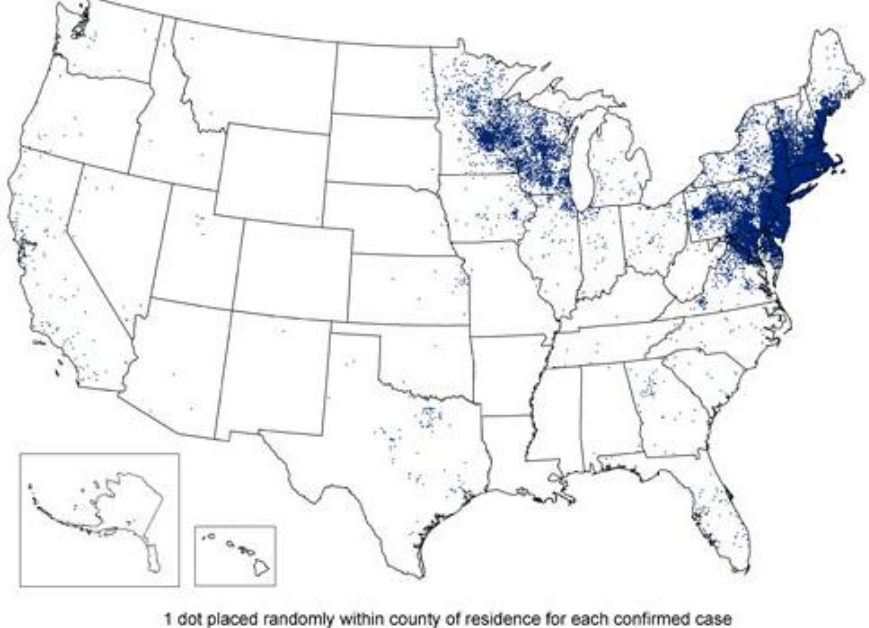 1 dot placed randomly within county of residence for each confirmed case